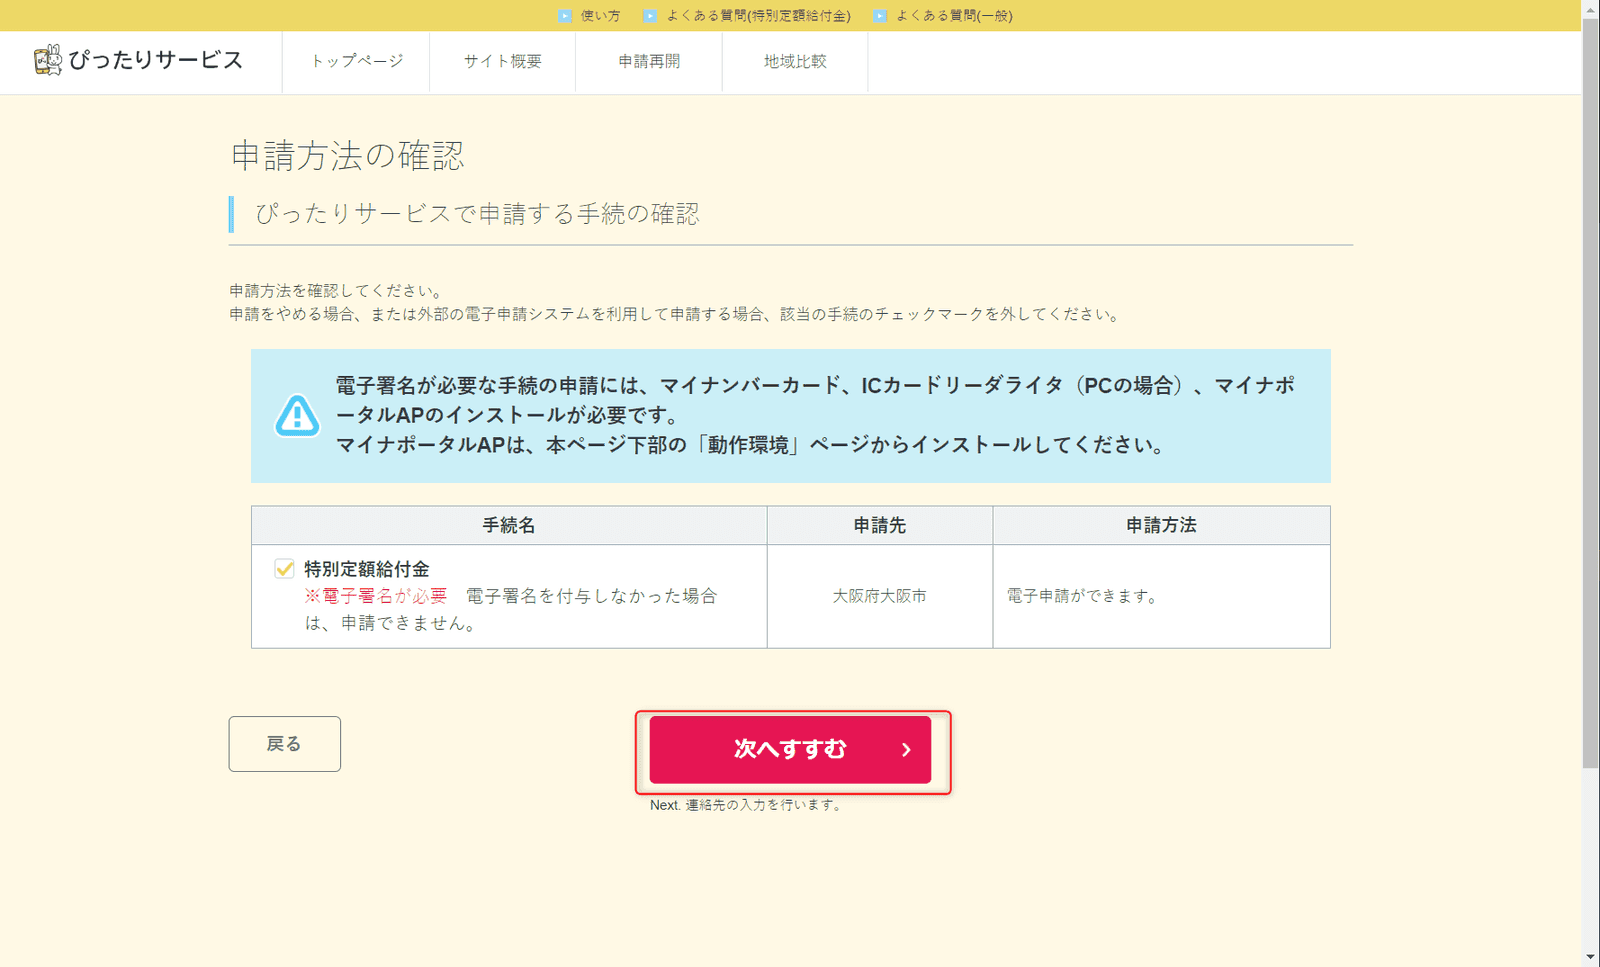 使い方 よくある質問(特別定額給付金) よくある質問(一般)
ぴったりサービス トップページ サイト概要 申請再開 地域比較
申請方法の確認
ぴったりサービスで申請する手続の確認
申請方法を確認してください。
申請をやめる場合、または外部の電子申請システムを利用して申請する場合、該当の手続のチェックマークを外してください。
電子署名が必要な手続の申請には、マイナンバーカード、ICカードリーダライタ（PCの場合）、マイナポ
ータルAPのインストールが必要です。
マイナポータルAPは、本ページ下部の「動作環境」ページからインストールしてください。
手続名 申請先 申請方法
特別定額給付金
※電子署名が必要　電子署名を付与しなかった場合
は、申請できません。
大阪府大阪市
電子申請ができます。
戻る
次へすすむ
Next. 連絡先の入力を行います。